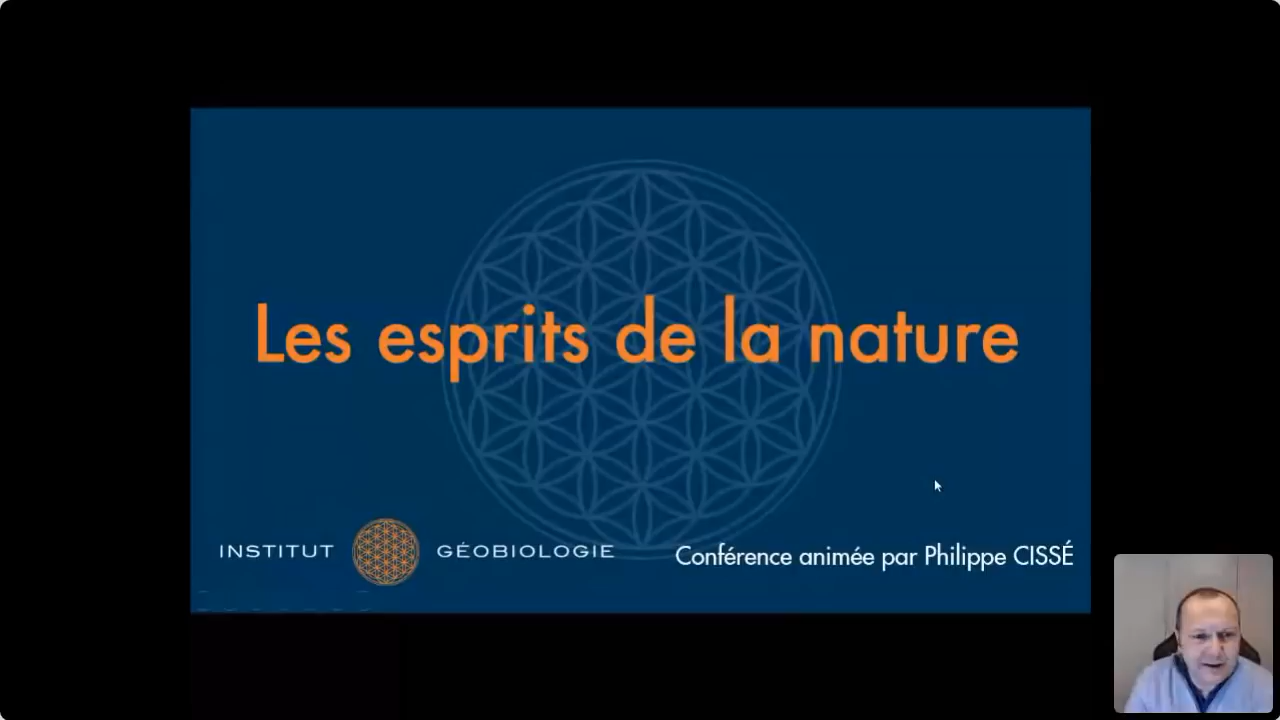 Les esprits de la nature
INSTITUT GÉOBIOLOGIE
Conférence animée par Philippe CISSÉ